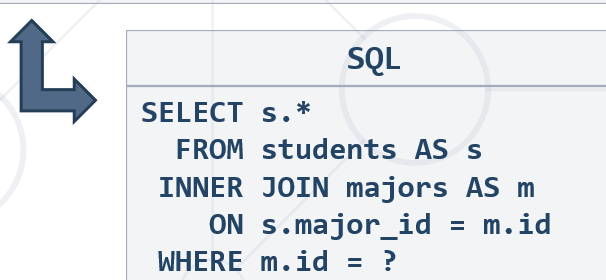 SQL
SELECT s.*
FROM students AS s
INNER JOIN majors AS m
ON s.major_id = m.id
WHERE m.id = ?